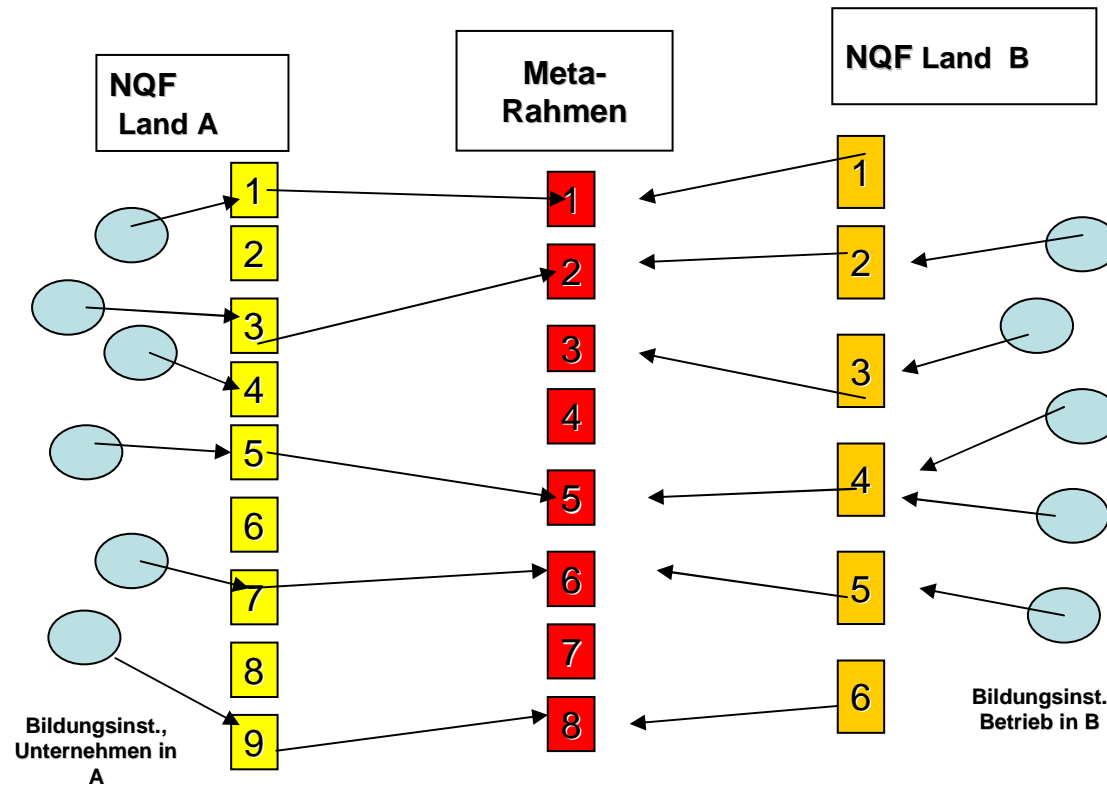 NQF
Land A
Meta-
Rahmen
NQF Land B
1
2
3
4
5
6
7
8
9
1
2
3
4
5
6
7
8
1
2
3
4
5
6
Bildungsinst.,
Unternehmen in
A
Bildungsinst.
Betrieb in B